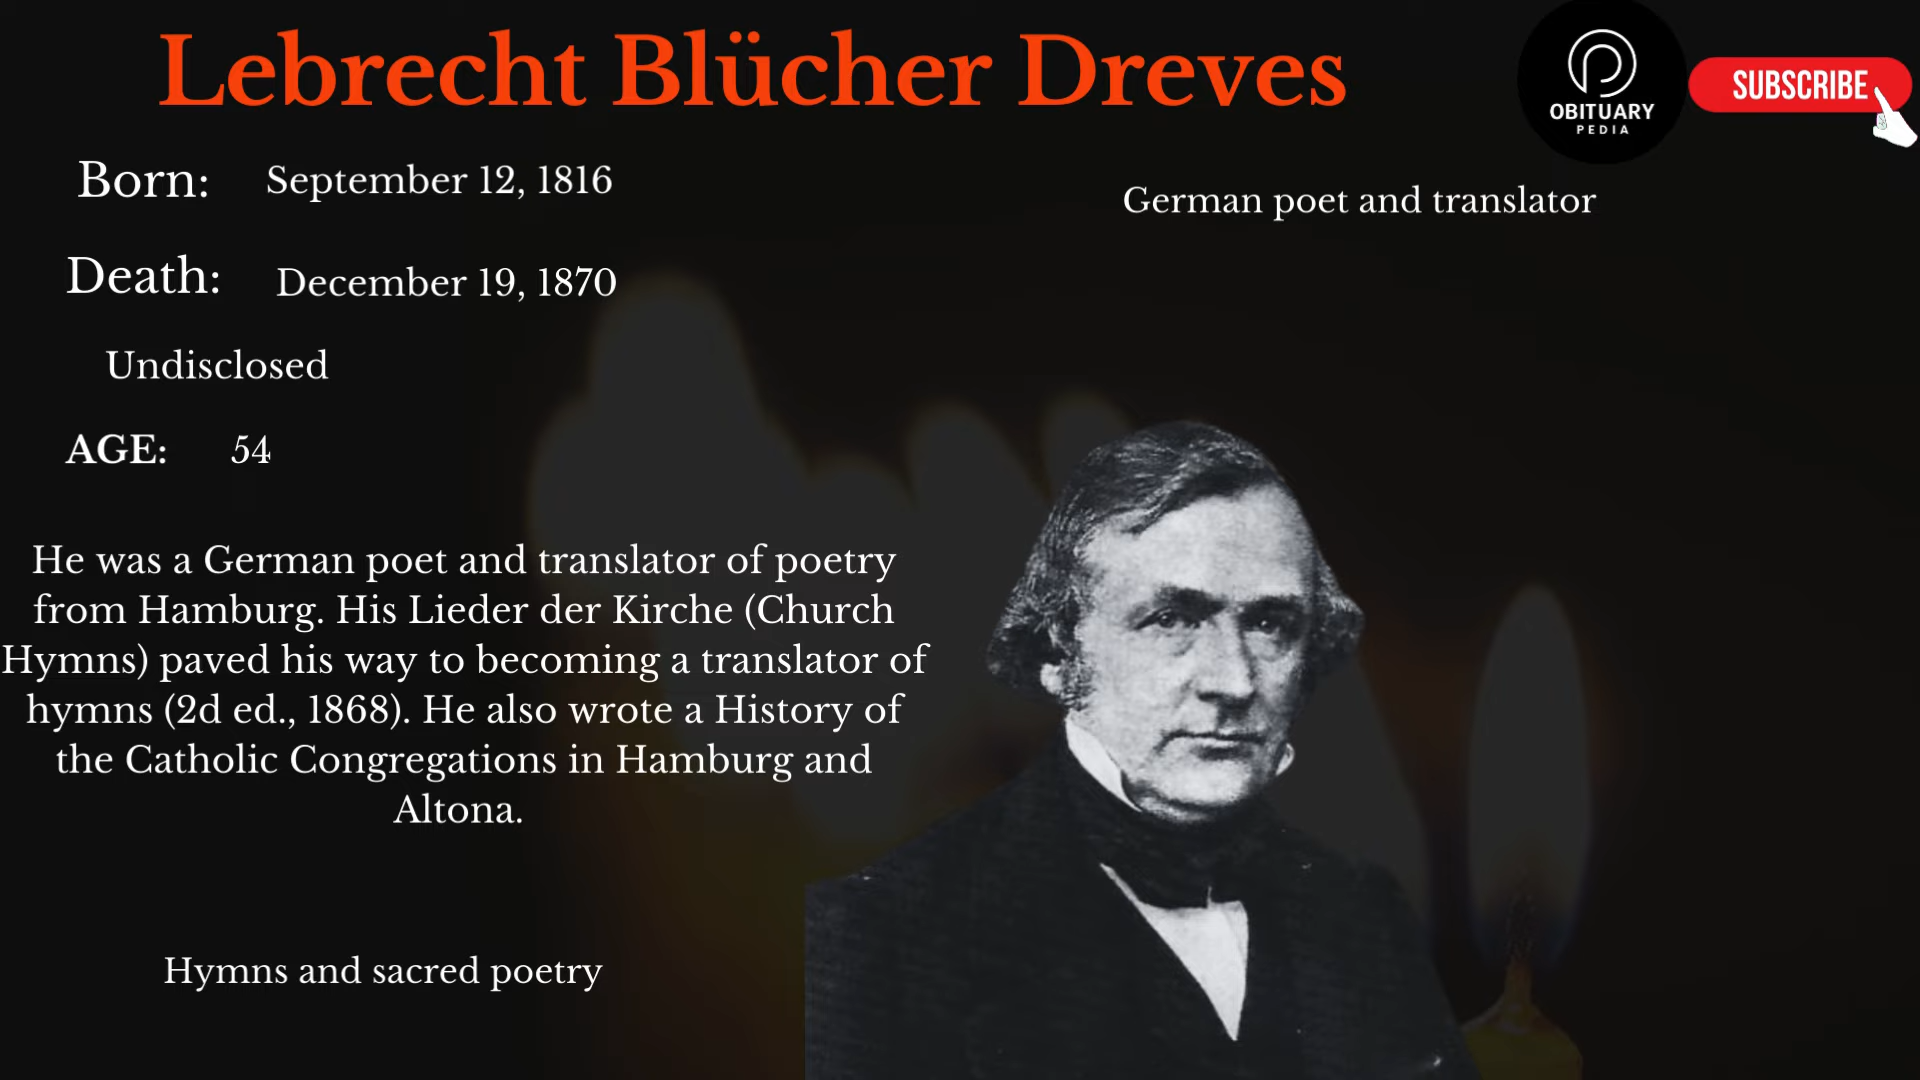 Lebrecht Blücher Dreves
OBITUARY
PEDIA
SUBSCRIBE
Born: September 12, 1816
German poet and translator
Death: December 19, 1870
Undisclosed
AGE: 54
He was a German poet and translator of poetry
from Hamburg. His Lieder der Kirche (Church
Hymns) paved his way to becoming a translator of
hymns (2d ed., 1868). He also wrote a History of
the Catholic Congregations in Hamburg and
Altona.
Hymns and sacred poetry